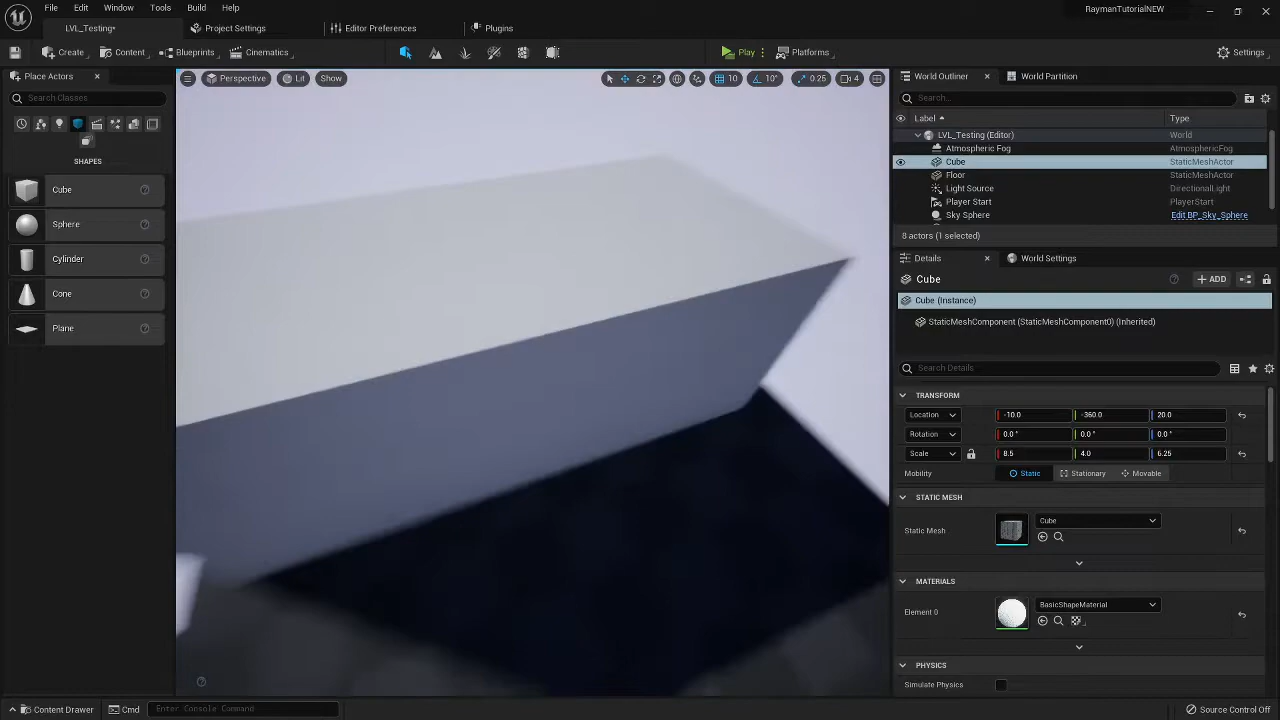 File Edit Window Tools Build Help
RaymanTutorialNEW
LVL_Testing* Project Settings Editor Preferences Plugins
Create Content Blueprints Cinematics Play Platforms Settings
Place Actors
Search Classes
SHAPES
Cube
Sphere
Cylinder
Cone
Plane
Perspective Lit Show 10 10° 0.25 4
World Outliner World Partition
Search...
Label Type
LVL_Testing (Editor) World
Atmospheric Fog AtmosphericFog
Cube StaticMeshActor
Floor StaticMeshActor
Light Source DirectionalLight
Player Start PlayerStart
Sky Sphere Edit BP_Sky_Sphere
8 actors (1 selected)
Details World Settings
Cube + ADD
Cube (Instance)
StaticMeshComponent (StaticMeshComponent0) (Inherited)
Search Details
TRANSFORM
Location -10.0 -360.0 20.0
Rotation 0.0 ° 0.0 ° 0.0 °
Scale 8.5 4.0 6.25
Mobility Static Stationary Movable
STATIC MESH
Static Mesh Cube
MATERIALS
Element 0 BasicShapeMaterial
PHYSICS
Simulate Physics
Content Drawer Cmd Enter Console Command Source Control Off